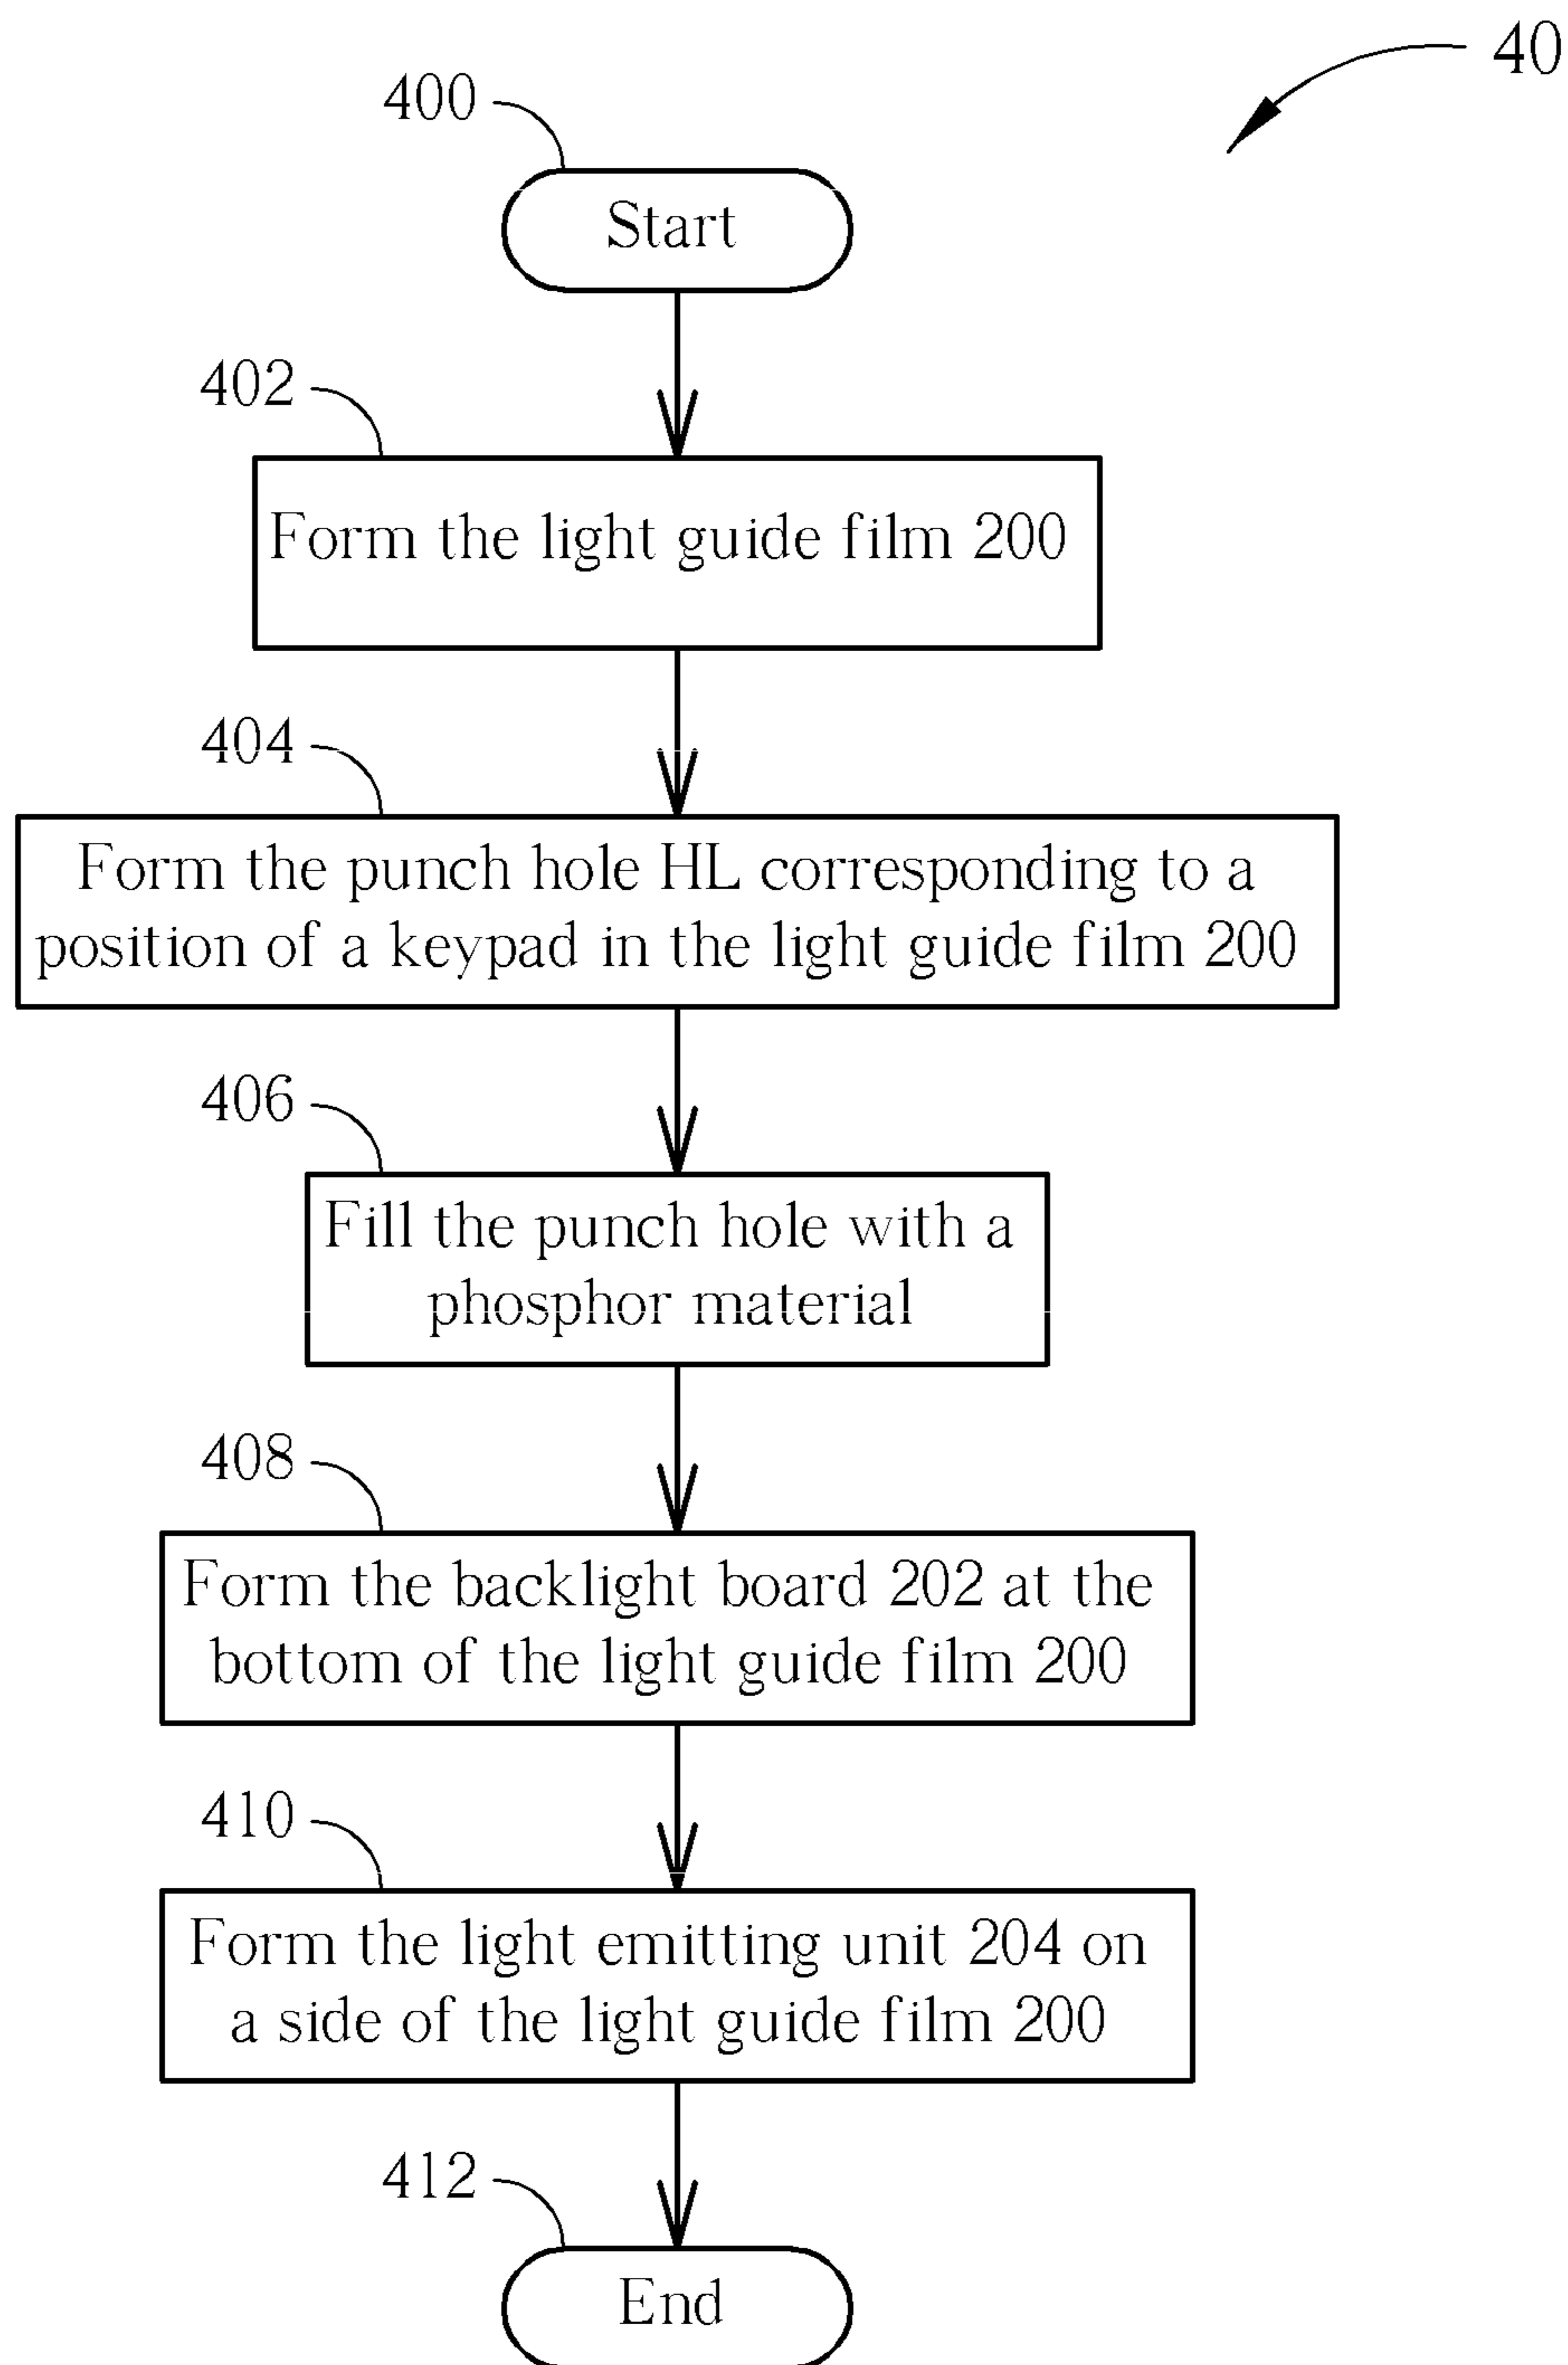 40
400
Start
402
Form the light guide film 200
404
Form the punch hole HL corresponding to a
position of a keypad in the light guide film 200
406
Fill the punch hole with a
phosphor material
408
Form the backlight board 202 at the
bottom of the light guide film 200
410
Form the light emitting unit 204 on
a side of the light guide film 200
412
End